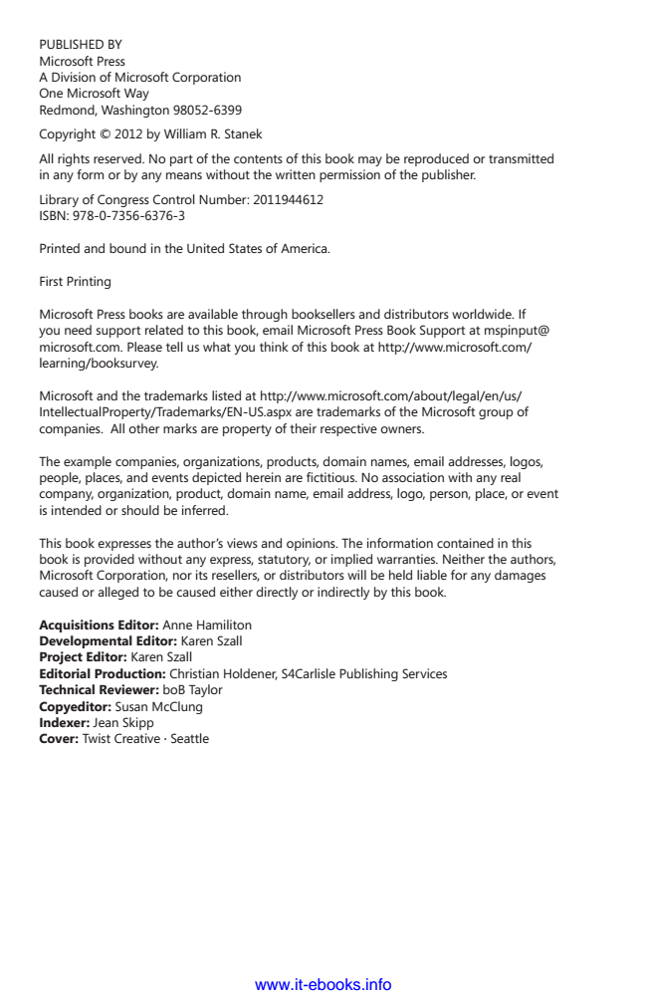 PUBLISHED BY
Microsoft Press
A Division of Microsoft Corporation
One Microsoft Way
Redmond, Washington 98052-6399
Copyright © 2012 by William R. Stanek
All rights reserved. No part of the contents of this book may be reproduced or transmitted
in any form or by any means without the written permission of the publisher.
Library of Congress Control Number: 2011944612
ISBN: 978-0-7356-6376-3
Printed and bound in the United States of America.
First Printing
Microsoft Press books are available through booksellers and distributors worldwide. If
you need support related to this book, email Microsoft Press Book Support at mspinput@
microsoft.com. Please tell us what you think of this book at http://www.microsoft.com/
learning/booksurvey.
Microsoft and the trademarks listed at http://www.microsoft.com/about/legal/en/us/
IntellectualProperty/Trademarks/EN-US.aspx are trademarks of the Microsoft group of
companies.  All other marks are property of their respective owners.
The example companies, organizations, products, domain names, email addresses, logos,
people, places, and events depicted herein are fictitious. No association with any real
company, organization, product, domain name, email address, logo, person, place, or event
is intended or should be inferred.
This book expresses the author's views and opinions. The information contained in this
book is provided without any express, statutory, or implied warranties. Neither the authors,
Microsoft Corporation, nor its resellers, or distributors will be held liable for any damages
caused or alleged to be caused either directly or indirectly by this book.
Acquisitions Editor: Anne Hamiliton
Developmental Editor: Karen Szall
Project Editor: Karen Szall
Editorial Production: Christian Holdener, S4Carlisle Publishing Services
Technical Reviewer: boB Taylor
Copyeditor: Susan McClung
Indexer: Jean Skipp
Cover: Twist Creative · Seattle
www.it-ebooks.info